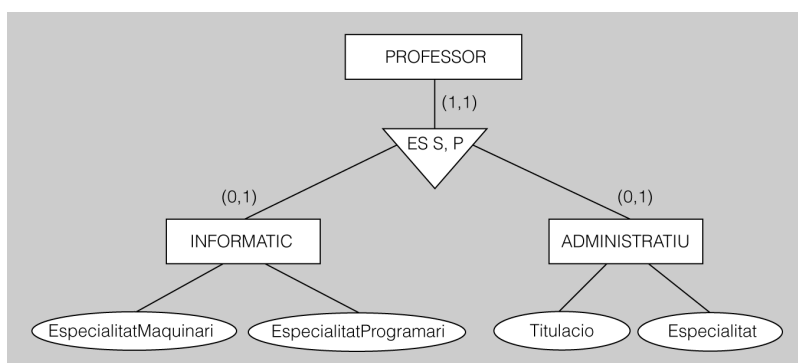 PROFESSOR
(1,1)
ES S, P
(0,1)
(0,1)
INFORMATIC
ADMINISTRATIU
EspecialitatMaquinari
EspecialitatProgramari
Titulacio
Especialitat